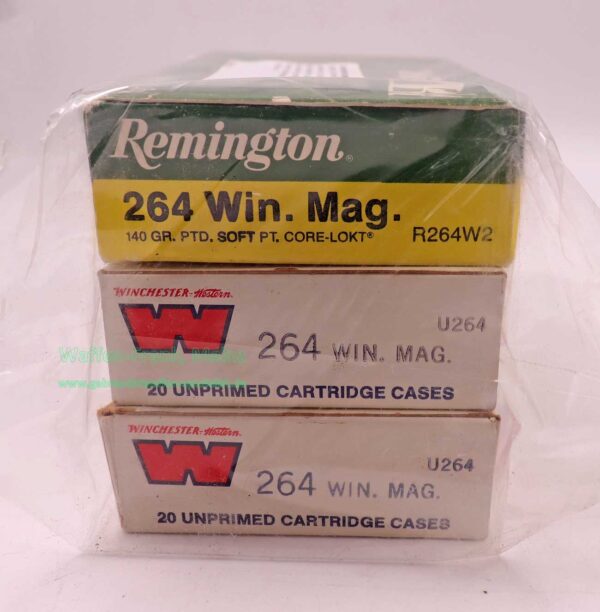 Remington®
264 Win. Mag.
140 GR. PTD. SOFT PT. CORE-LOKT® R264W2
WINCHESTER-Western®
W
U264
264 WIN. MAG.
20 UNPRIMED CARTRIDGE CASES
WINCHESTER-Western®
W
U264
264 WIN. MAG.
20 UNPRIMED CARTRIDGE CASES